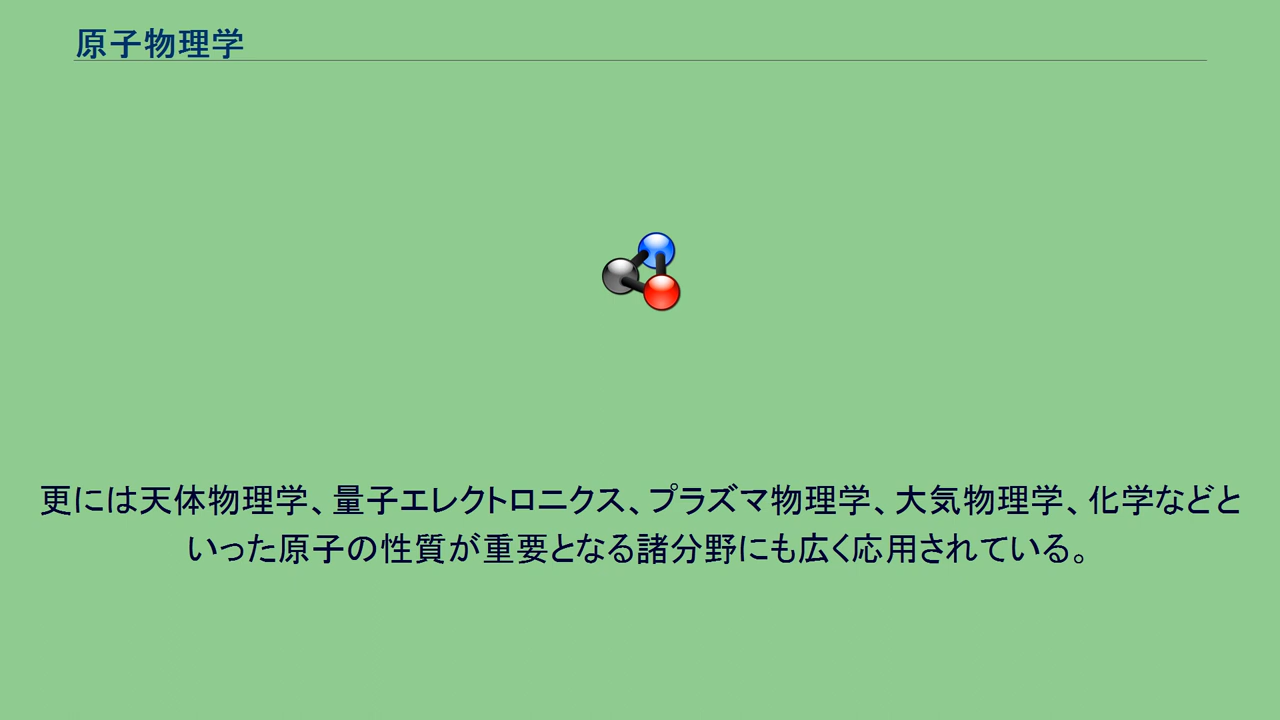 原子物理学
更には天体物理学、量子エレクトロニクス、プラズマ物理学、大気物理学、化学などと
いった原子の性質が重要となる諸分野にも広く応用されている。